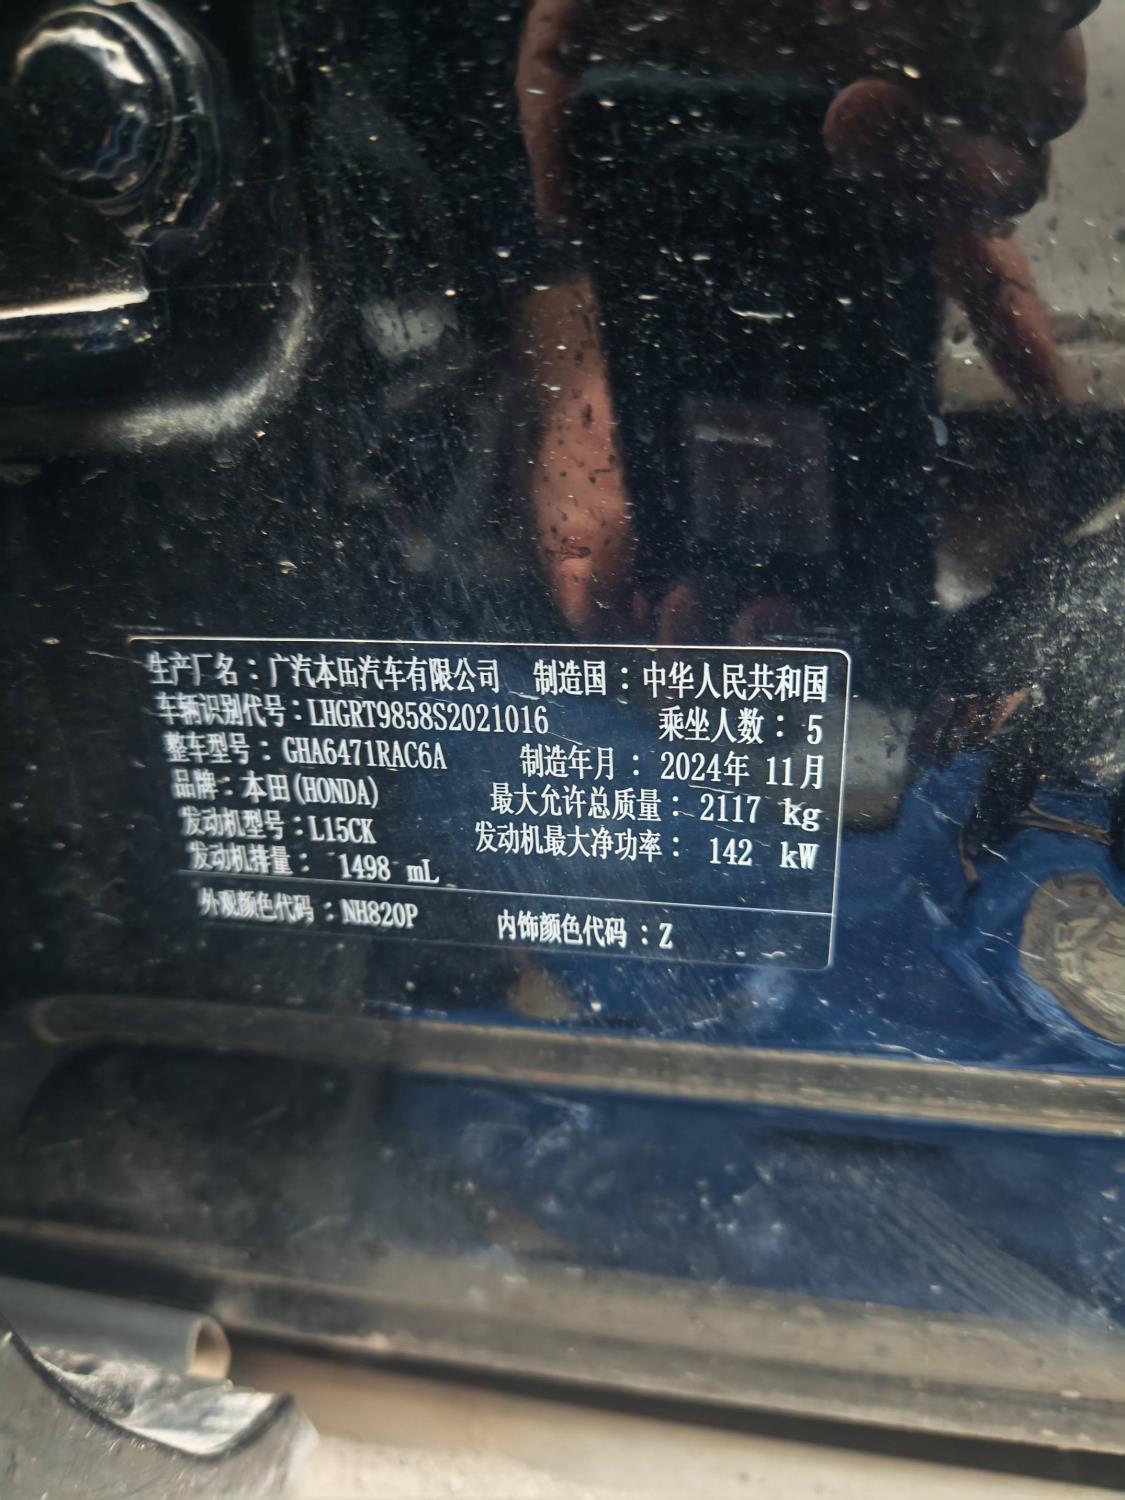 生产厂名：广汽本田汽车有限公司 制造国：中华人民共和国
车辆识别代号：LHGRT9858S2021016 乘坐人数：5
整车型号：GHA6471RAC6A 制造年月：2024年 11月
品牌：本田(HONDA) 最大允许总质量：2117 kg
发动机型号：L15CK 发动机最大净功率：142 kW
发动机排量：1498 mL
外观颜色代码：NH820P 内饰颜色代码：Z